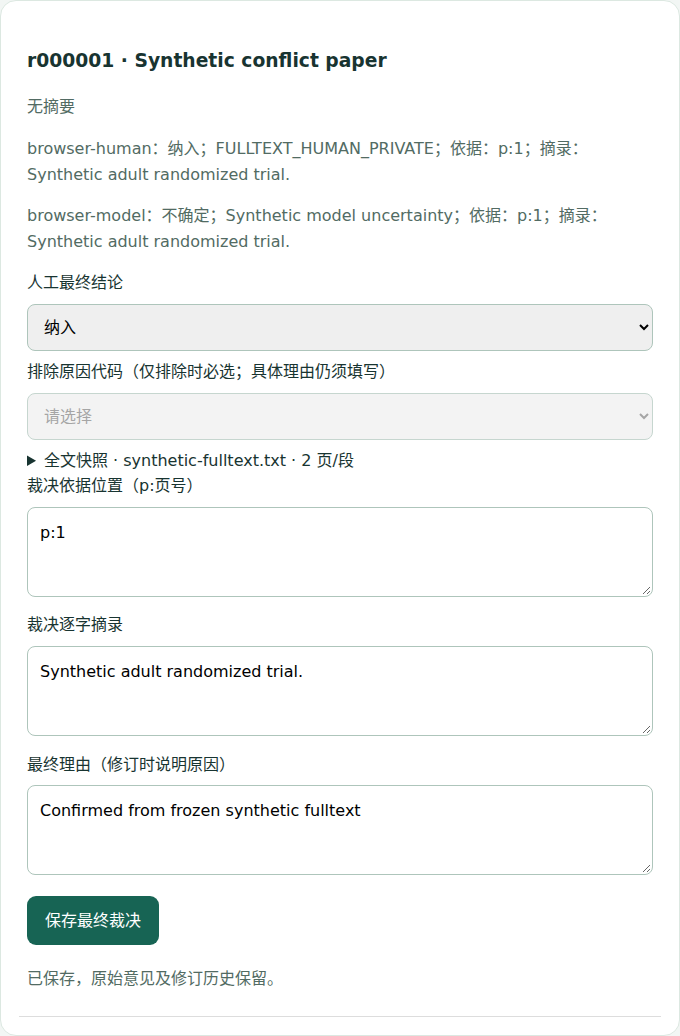 r000001 · Synthetic conflict paper
无摘要
browser-human：纳入；FULLTEXT_HUMAN_PRIVATE；依据：p:1；摘录：
Synthetic adult randomized trial.
browser-model：不确定；Synthetic model uncertainty；依据：p:1；摘录：
Synthetic adult randomized trial.
人工最终结论
纳入
排除原因代码（仅排除时必选；具体理由仍须填写）
请选择
全文快照 · synthetic-fulltext.txt · 2 页/段
裁决依据位置（p:页号）
p:1
裁决逐字摘录
Synthetic adult randomized trial.
最终理由（修订时说明原因）
Confirmed from frozen synthetic fulltext
保存最终裁决
已保存，原始意见及修订历史保留。